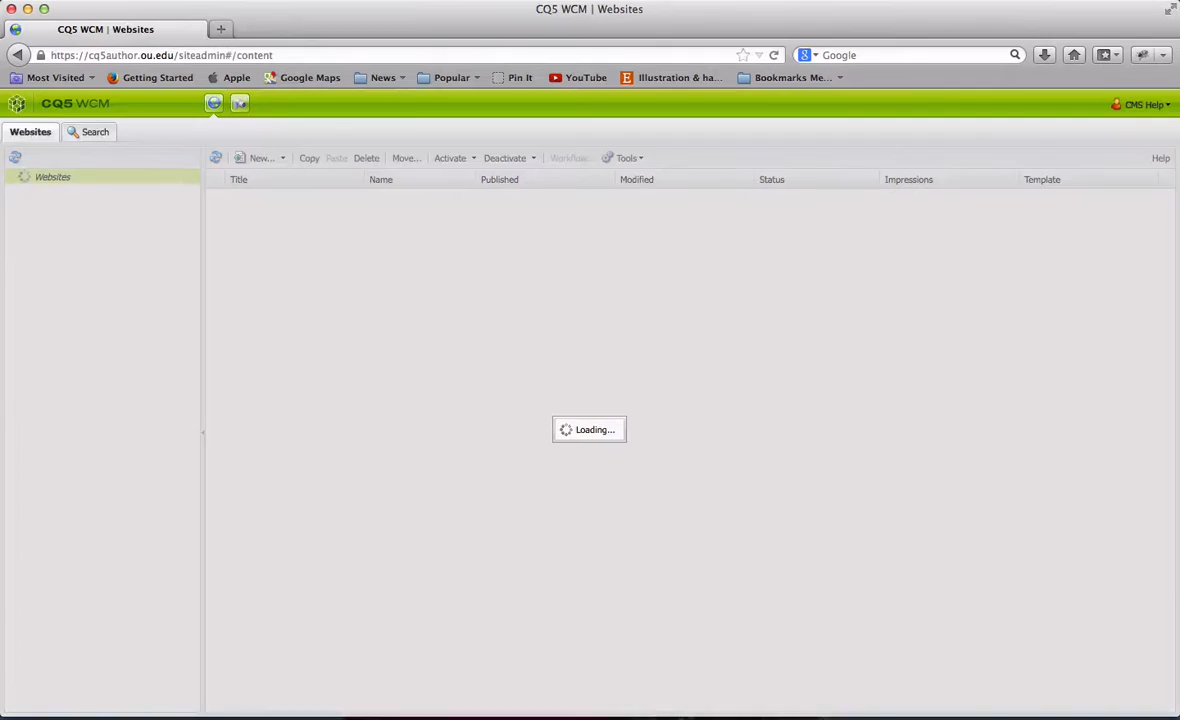 CQ5 WCM | Websites
CQ5 WCM | Websites
https://cq5author.ou.edu/siteadmin#/content
Google
Most Visited Getting Started Apple Google Maps News Popular Pin It YouTube Illustration & ha... Bookmarks Me...
CQ5 WCM
CMS Help
Websites Search
New... Copy Paste Delete Move... Activate Deactivate Workflow... Tools Help
Websites
Title Name Published Modified Status Impressions Template
Loading...